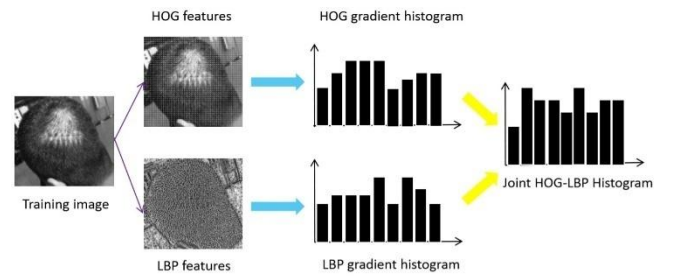 HOG features
HOG gradient histogram
Training image
Joint HOG-LBP Histogram
LBP features
LBP gradient histogram